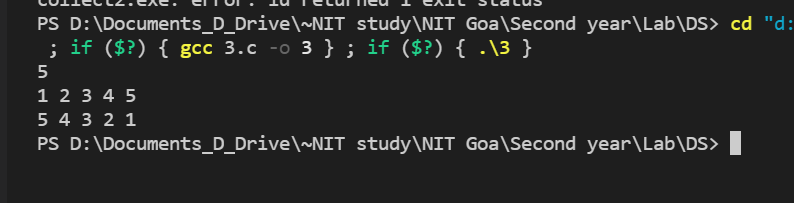 collect2.exe: error: ld returned 1 exit status
PS D:\Documents_D_Drive\~NIT study\NIT Goa\Second year\Lab\DS> cd "d:
; if ($?) { gcc 3.c -o 3 } ; if ($?) { .\3 }
5
1 2 3 4 5
5 4 3 2 1
PS D:\Documents_D_Drive\~NIT study\NIT Goa\Second year\Lab\DS>